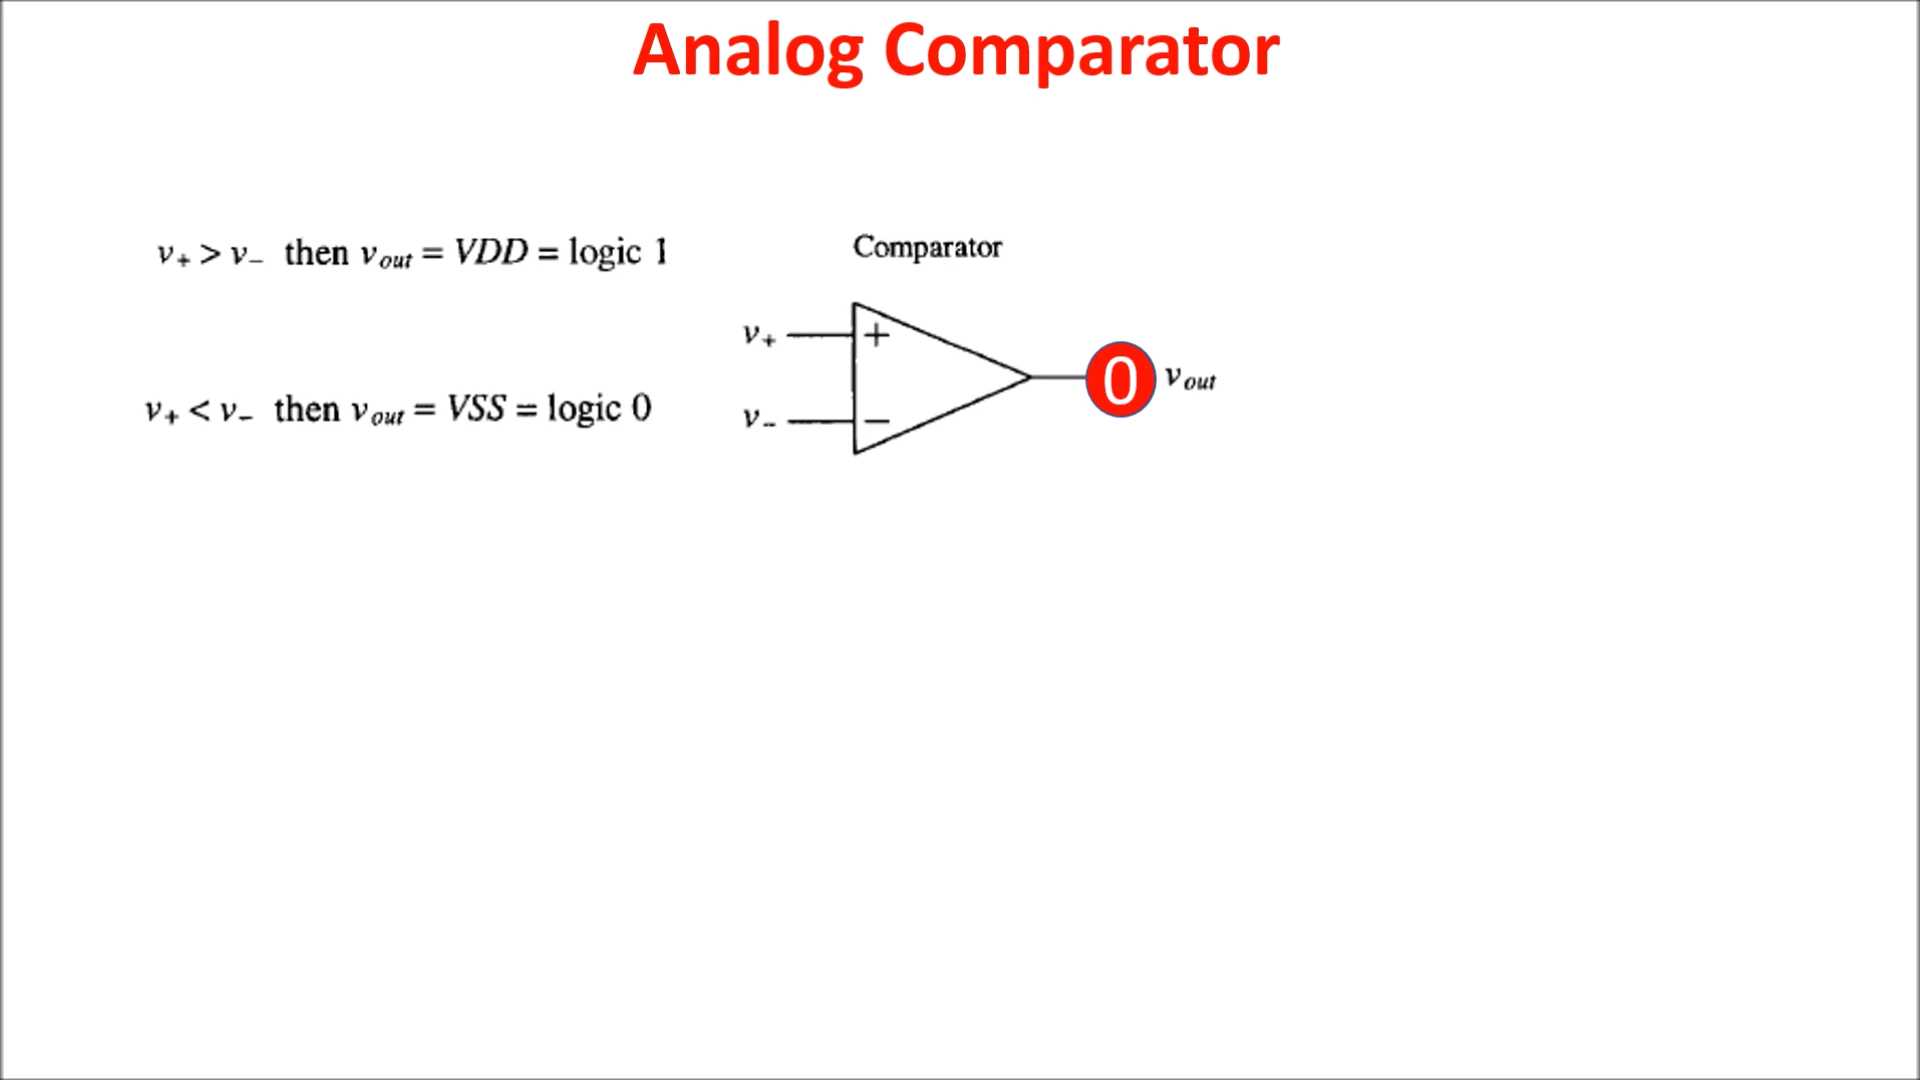 Analog Comparator
v+ > v− then vout = VDD = logic 1
Comparator
v+
+
0
vout
v+ < v− then vout = VSS = logic 0
v−
−